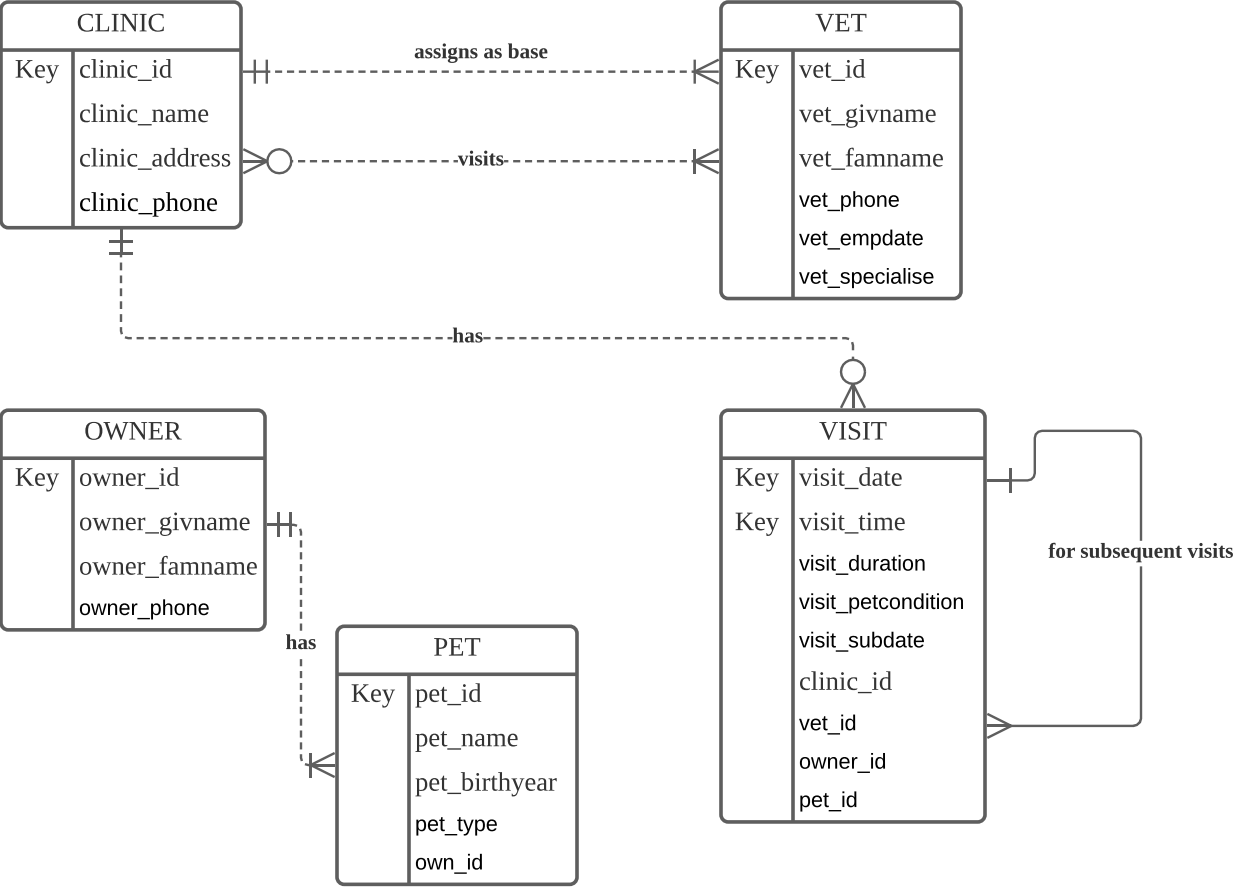 CLINIC
Key clinic_id
clinic_name
clinic_address
clinic_phone
assigns as base
visits
VET
Key vet_id
vet_givname
vet_famname
vet_phone
vet_empdate
vet_specialise
has
OWNER
Key owner_id
owner_givname
owner_famname
owner_phone
has
PET
Key pet_id
pet_name
pet_birthyear
pet_type
own_id
VISIT
Key visit_date
Key visit_time
visit_duration
visit_petcondition
visit_subdate
clinic_id
vet_id
owner_id
pet_id
for subsequent visits